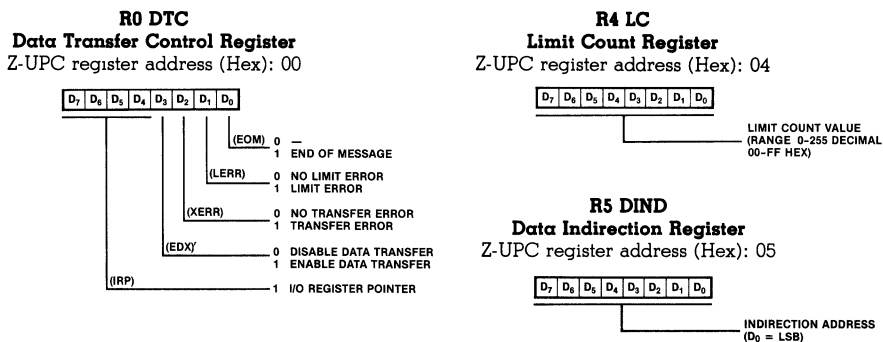 R0 DTC
Data Transfer Control Register
Z-UPC register address (Hex): 00
D7 D6 D5 D4 D3 D2 D1 D0
(EOM) 0 —
1 END OF MESSAGE
(LERR) 0 NO LIMIT ERROR
1 LIMIT ERROR
(XERR) 0 NO TRANSFER ERROR
1 TRANSFER ERROR
(EDX) 0 DISABLE DATA TRANSFER
1 ENABLE DATA TRANSFER
(IRP) 1 I/O REGISTER POINTER
R4 LC
Limit Count Register
Z-UPC register address (Hex): 04
D7 D6 D5 D4 D3 D2 D1 D0
LIMIT COUNT VALUE
(RANGE 0-255 DECIMAL
00-FF HEX)
R5 DIND
Data Indirection Register
Z-UPC register address (Hex): 05
D7 D6 D5 D4 D3 D2 D1 D0
INDIRECTION ADDRESS
(D0 = LSB)